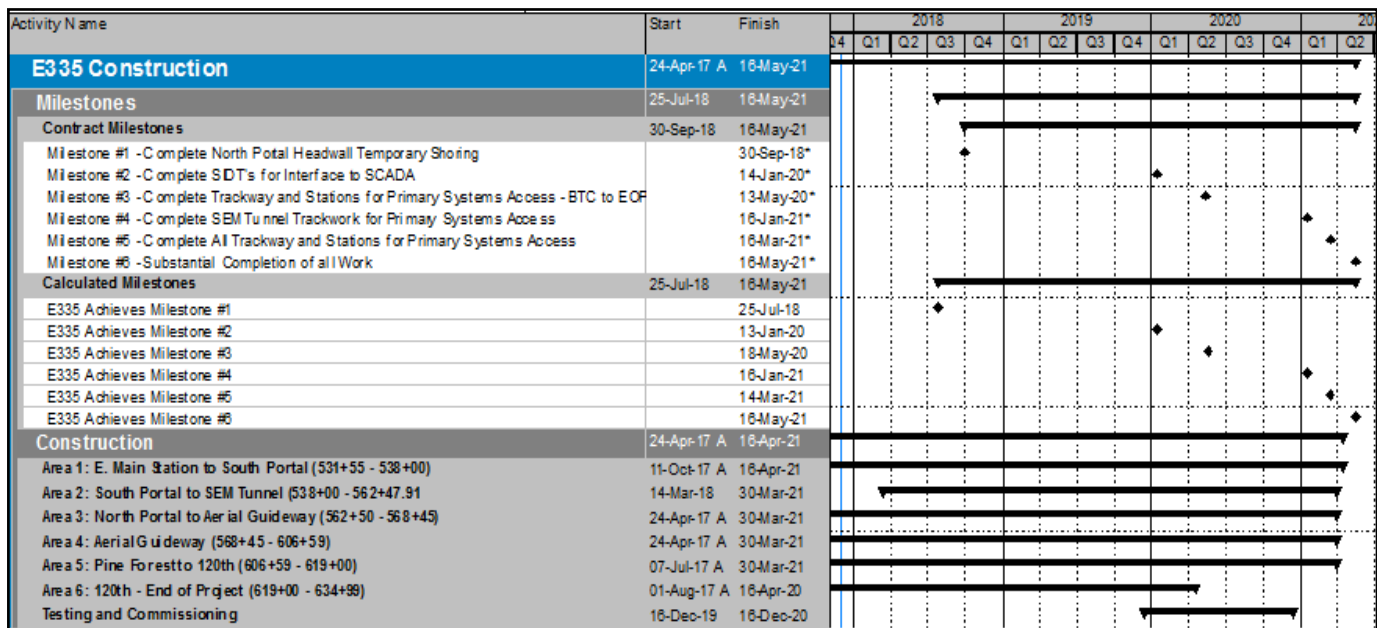 Activity Name Start Finish 2018 2019 2020 20
Q4 Q1 Q2 Q3 Q4 Q1 Q2 Q3 Q4 Q1 Q2 Q3 Q4 Q1 Q2
E335 Construction 24-Apr-17 A 16-May-21
Milestones 25-Jul-18 16-May-21
Contract Milestones 30-Sep-18 16-May-21
Milestone #1 -Complete North Portal Headwall Temporary Shoring 30-Sep-18*
Milestone #2 -Complete SIDT's for Interface to SCADA 14-Jan-20*
Milestone #3 -Complete Trackway and Stations for Primary Systems Access - BTC to EOP 13-May-20*
Milestone #4 -Complete SEM Tunnel Trackwork for Primary Systems Access 16-Jan-21*
Milestone #5 -Complete All Trackway and Stations for Primary Systems Access 16-Mar-21*
Milestone #6 -Substantial Completion of all Work 16-May-21*
Calculated Milestones 25-Jul-18 16-May-21
E335 Achieves Milestone #1 25-Jul-18
E335 Achieves Milestone #2 13-Jan-20
E335 Achieves Milestone #3 18-May-20
E335 Achieves Milestone #4 16-Jan-21
E335 Achieves Milestone #5 14-Mar-21
E335 Achieves Milestone #6 16-May-21
Construction 24-Apr-17 A 16-Apr-21
Area 1: E. Main Station to South Portal (531+55 - 538+00) 11-Oct-17 A 16-Apr-21
Area 2: South Portal to SEM Tunnel (538+00 - 562+47.91 14-Mar-18 30-Mar-21
Area 3: North Portal to Aerial Guideway (562+50 - 568+45) 24-Apr-17 A 30-Mar-21
Area 4: Aerial Guideway (568+45 - 606+59) 24-Apr-17 A 30-Mar-21
Area 5: Pine Forest to 120th (606+59 - 619+00) 07-Jul-17 A 30-Mar-21
Area 6: 120th - End of Project (619+00 - 634+99) 01-Aug-17 A 16-Apr-20
Testing and Commissioning 16-Dec-19 16-Dec-20